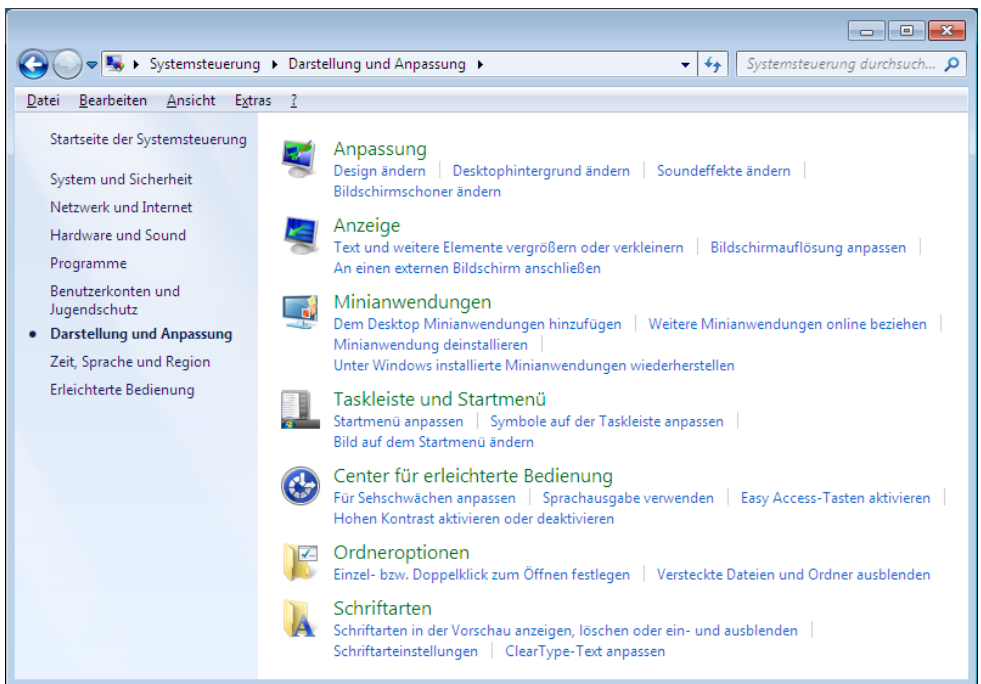 Systemsteuerung Darstellung und Anpassung Systemsteuerung durchsuch...
Datei Bearbeiten Ansicht Extras ?
Startseite der Systemsteuerung
System und Sicherheit
Netzwerk und Internet
Hardware und Sound
Programme
Benutzerkonten und
Jugendschutz
Darstellung und Anpassung
Zeit, Sprache und Region
Erleichterte Bedienung
Anpassung
Design ändern Desktophintergrund ändern Soundeffekte ändern
Bildschirmschoner ändern
Anzeige
Text und weitere Elemente vergrößern oder verkleinern Bildschirmauflösung anpassen
An einen externen Bildschirm anschließen
Minianwendungen
Dem Desktop Minianwendungen hinzufügen Weitere Minianwendungen online beziehen
Minianwendung deinstallieren
Unter Windows installierte Minianwendungen wiederherstellen
Taskleiste und Startmenü
Startmenü anpassen Symbole auf der Taskleiste anpassen
Bild auf dem Startmenü ändern
Center für erleichterte Bedienung
Für Sehschwächen anpassen Sprachausgabe verwenden Easy Access-Tasten aktivieren
Hohen Kontrast aktivieren oder deaktivieren
Ordneroptionen
Einzel- bzw. Doppelklick zum Öffnen festlegen Versteckte Dateien und Ordner ausblenden
Schriftarten
Schriftarten in der Vorschau anzeigen, löschen oder ein- und ausblenden
Schriftarteinstellungen ClearType-Text anpassen